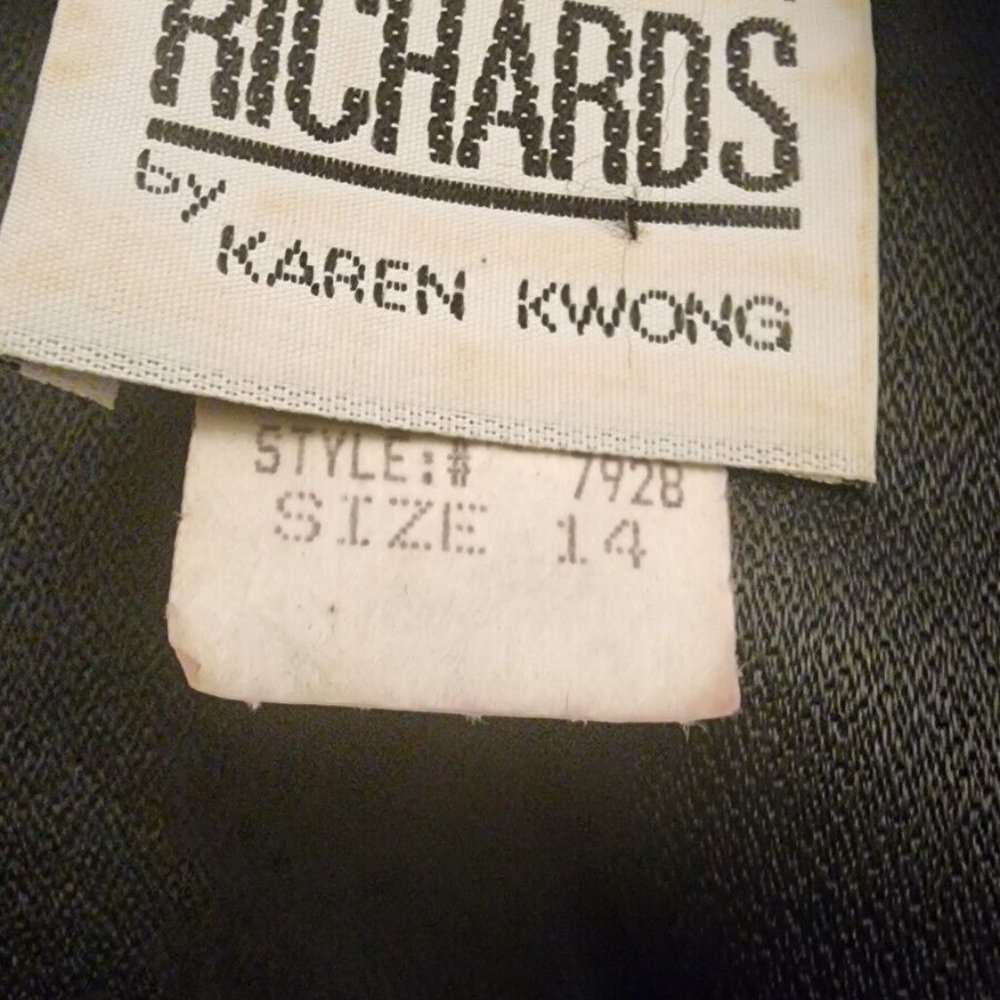 RICHARDS
by
KAREN KWONG
STYLE:# 7928
SIZE 14